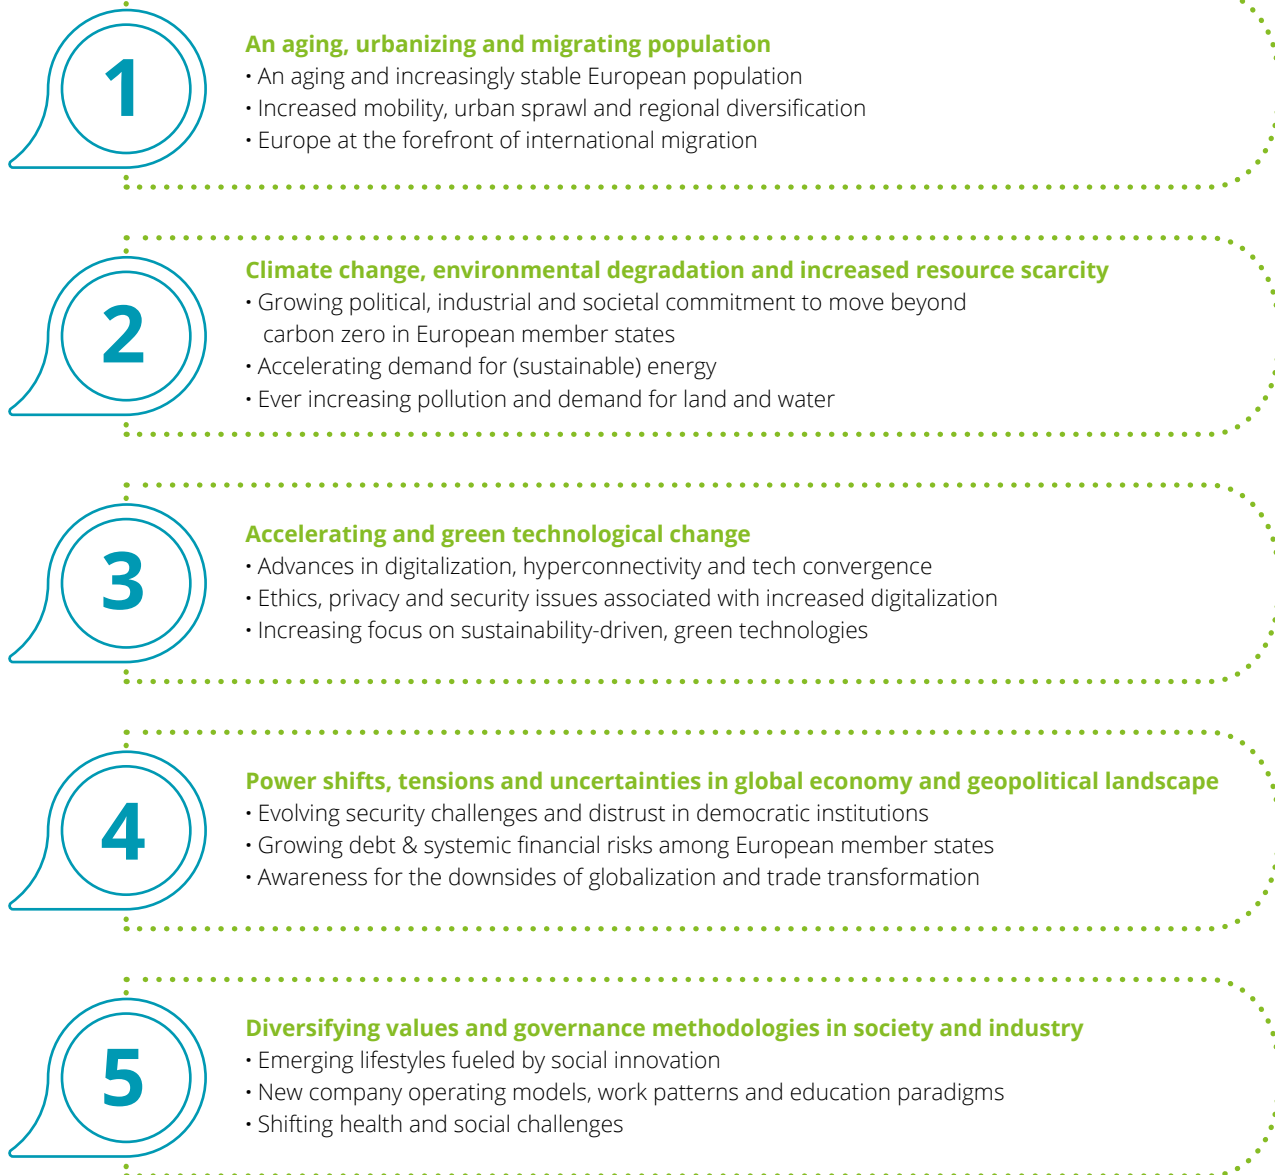 1
An aging, urbanizing and migrating population
• An aging and increasingly stable European population
• Increased mobility, urban sprawl and regional diversification
• Europe at the forefront of international migration
2
Climate change, environmental degradation and increased resource scarcity
• Growing political, industrial and societal commitment to move beyond
carbon zero in European member states
• Accelerating demand for (sustainable) energy
• Ever increasing pollution and demand for land and water
3
Accelerating and green technological change
• Advances in digitalization, hyperconnectivity and tech convergence
• Ethics, privacy and security issues associated with increased digitalization
• Increasing focus on sustainability-driven, green technologies
4
Power shifts, tensions and uncertainties in global economy and geopolitical landscape
• Evolving security challenges and distrust in democratic institutions
• Growing debt & systemic financial risks among European member states
• Awareness for the downsides of globalization and trade transformation
5
Diversifying values and governance methodologies in society and industry
• Emerging lifestyles fueled by social innovation
• New company operating models, work patterns and education paradigms
• Shifting health and social challenges